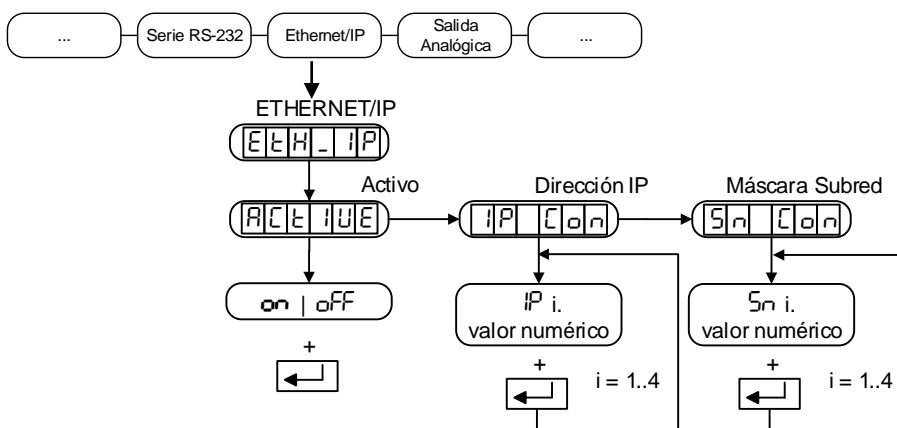 ...
Serie RS-232
Ethernet/IP
Salida
Analógica
...
ETHERNET/IP
EtH_IP
Activo
Dirección IP
Máscara Subred
ACtIVE
IP Con
Sn Con
on | oFF
IP i.
valor numérico
Sn i.
valor numérico
+
+
i = 1..4
+
i = 1..4